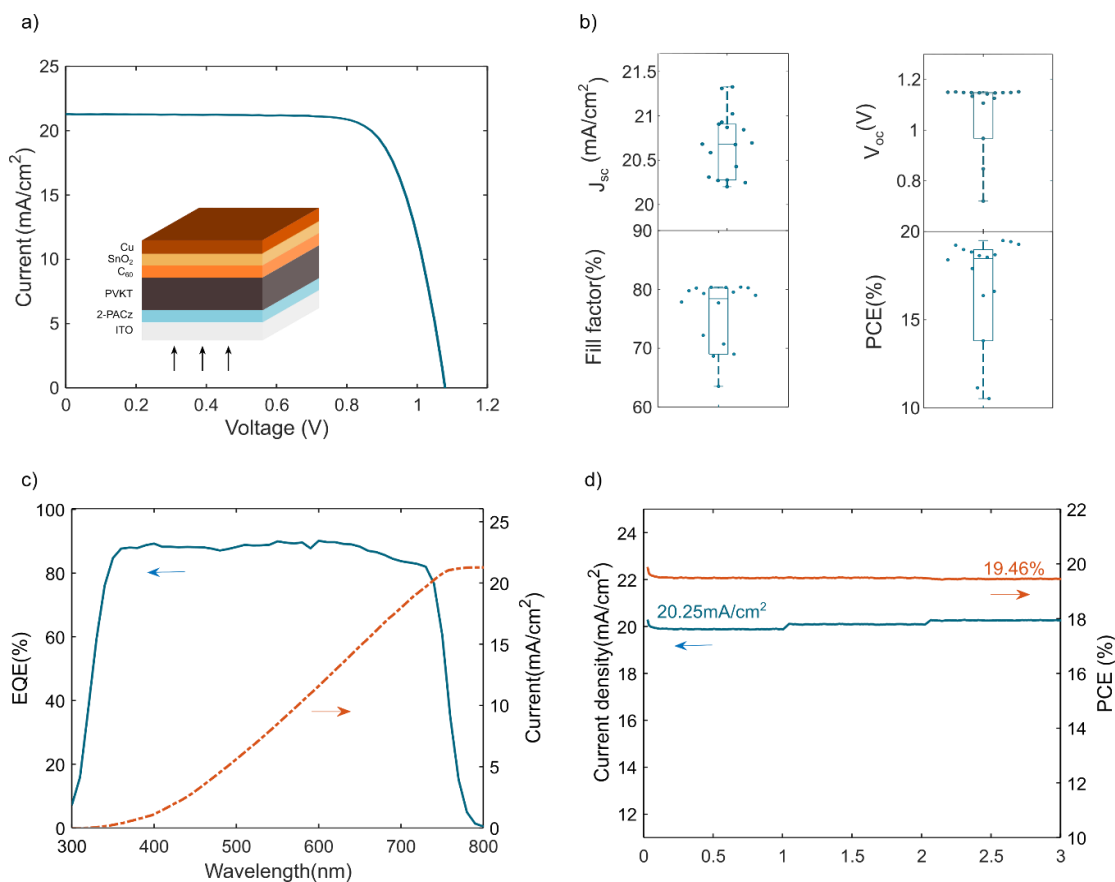 a)
25
20
15
10
5
0
Current (mA/cm²)
0 0.2 0.4 0.6 0.8 1 1.2
Voltage (V)
Cu
SnO₂
C₆₀
PVKT
2-PACz
ITO
b)
21.5
21
20.5
20
J_sc (mA/cm²)
1.2
1
0.8
V_oc(V)
90
80
70
60
Fill factor(%)
20
15
10
PCE(%)
c)
100
80
60
40
20
0
EQE(%)
25
20
15
10
5
0
Current(mA/cm²)
300 400 500 600 700 800
Wavelength(nm)
d)
24
22
20
18
16
14
12
Current density(mA/cm²)
19.46%
20.25mA/cm²
22
20
18
16
14
12
10
PCE (%)
0 0.5 1 1.5 2 2.5 3